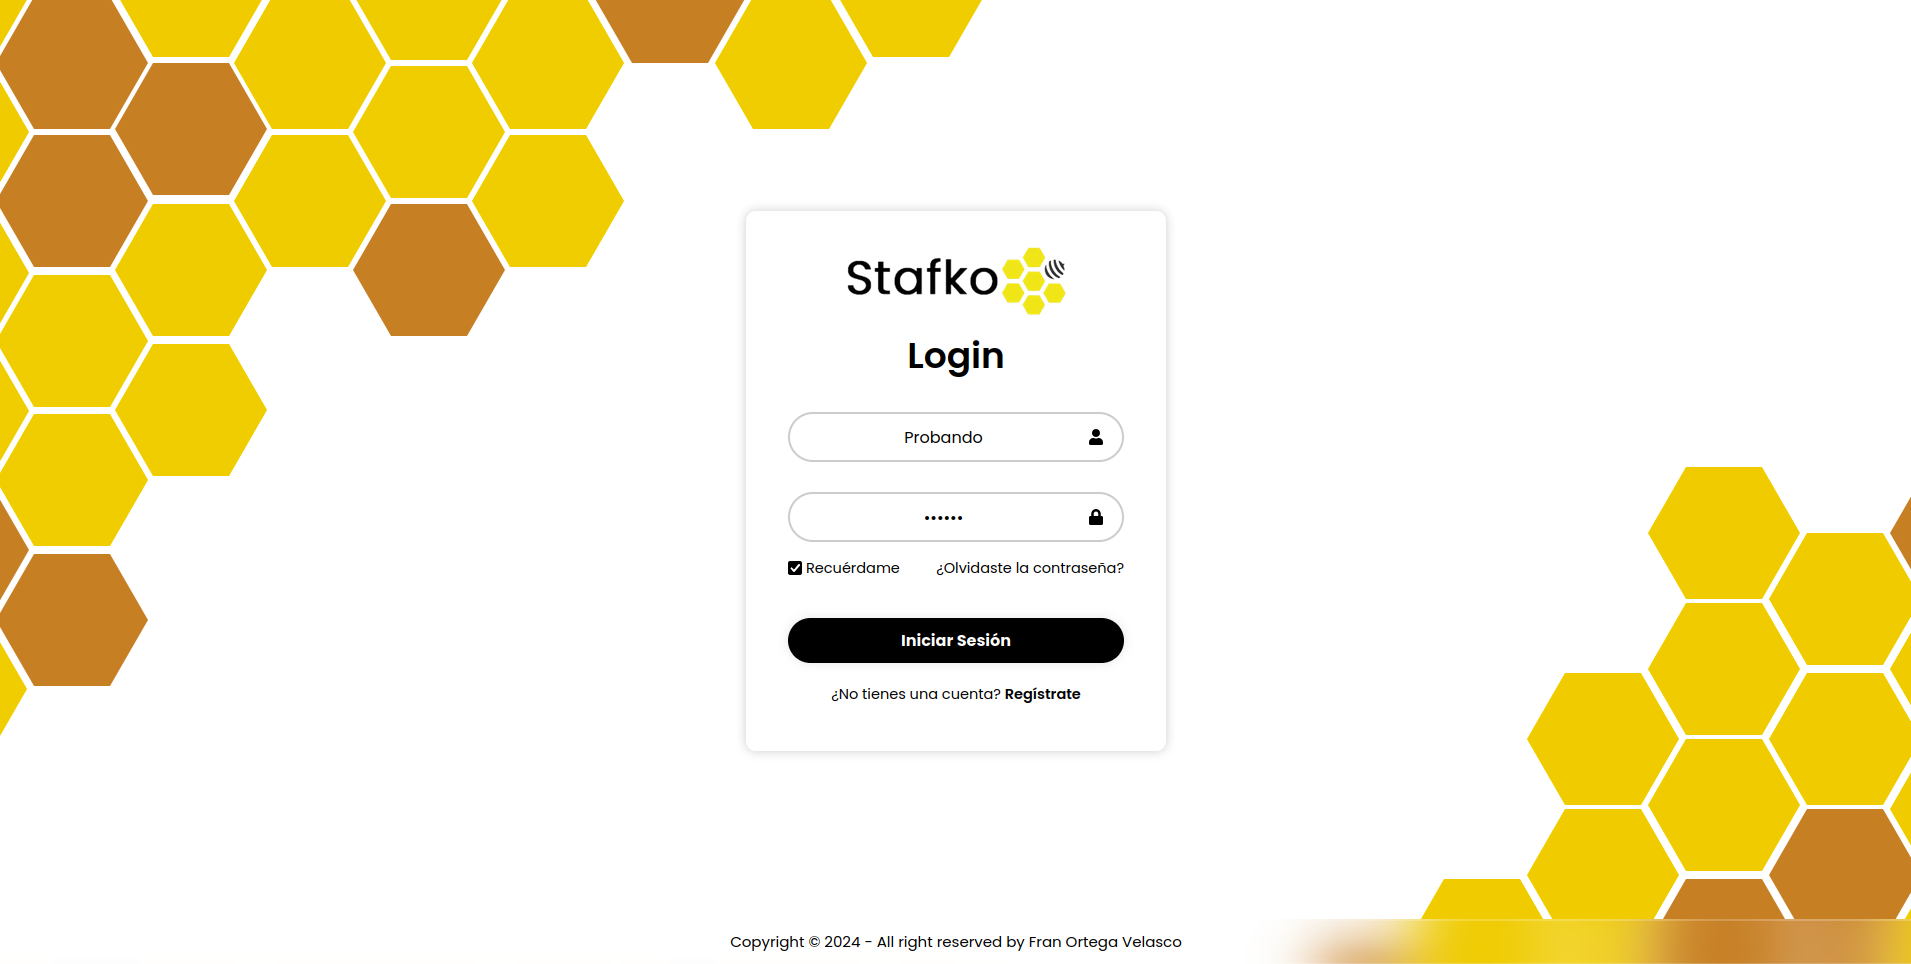 Stafko
Login
Probando
••••••
Recuérdame
¿Olvidaste la contraseña?
Iniciar Sesión
¿No tienes una cuenta? Regístrate
Copyright © 2024 - All right reserved by Fran Ortega Velasco